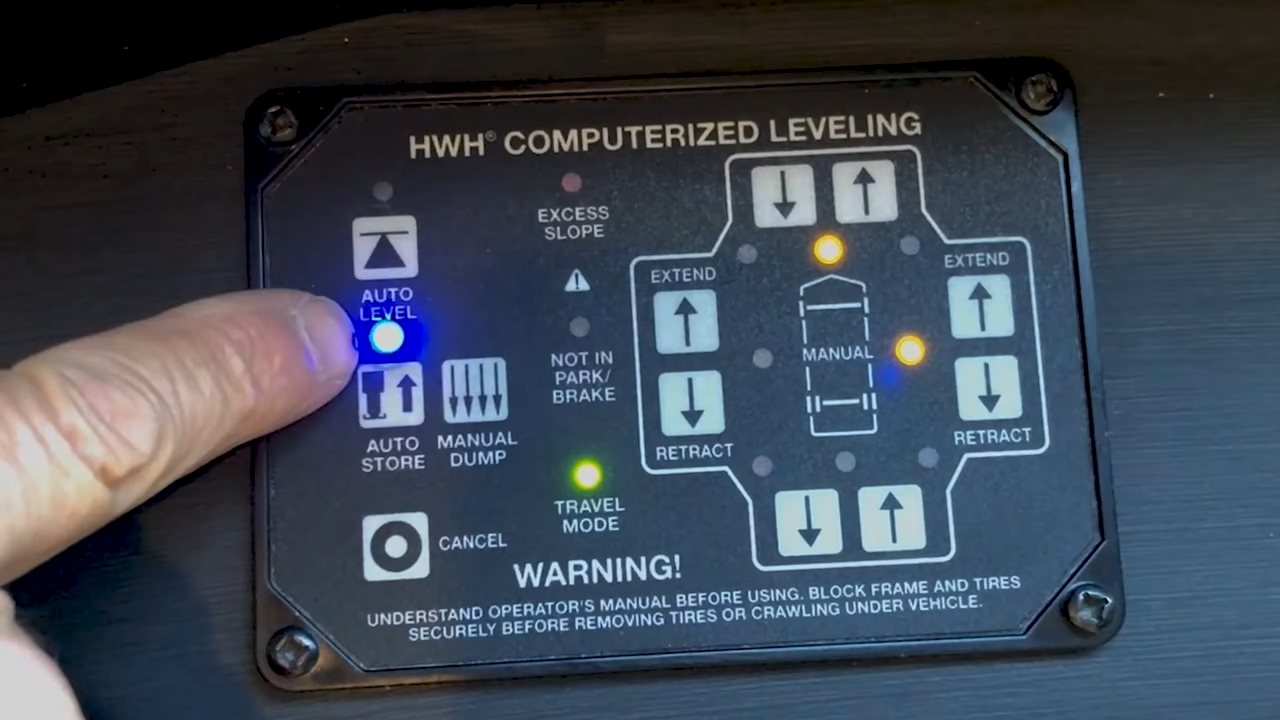 HWH® COMPUTERIZED LEVELING
AUTO
LEVEL
AUTO
STORE
MANUAL
DUMP
CANCEL
EXCESS
SLOPE
NOT IN
PARK/
BRAKE
TRAVEL
MODE
EXTEND
RETRACT
MANUAL
EXTEND
RETRACT
WARNING!
UNDERSTAND OPERATOR'S MANUAL BEFORE USING. BLOCK FRAME AND TIRES
SECURELY BEFORE REMOVING TIRES OR CRAWLING UNDER VEHICLE.